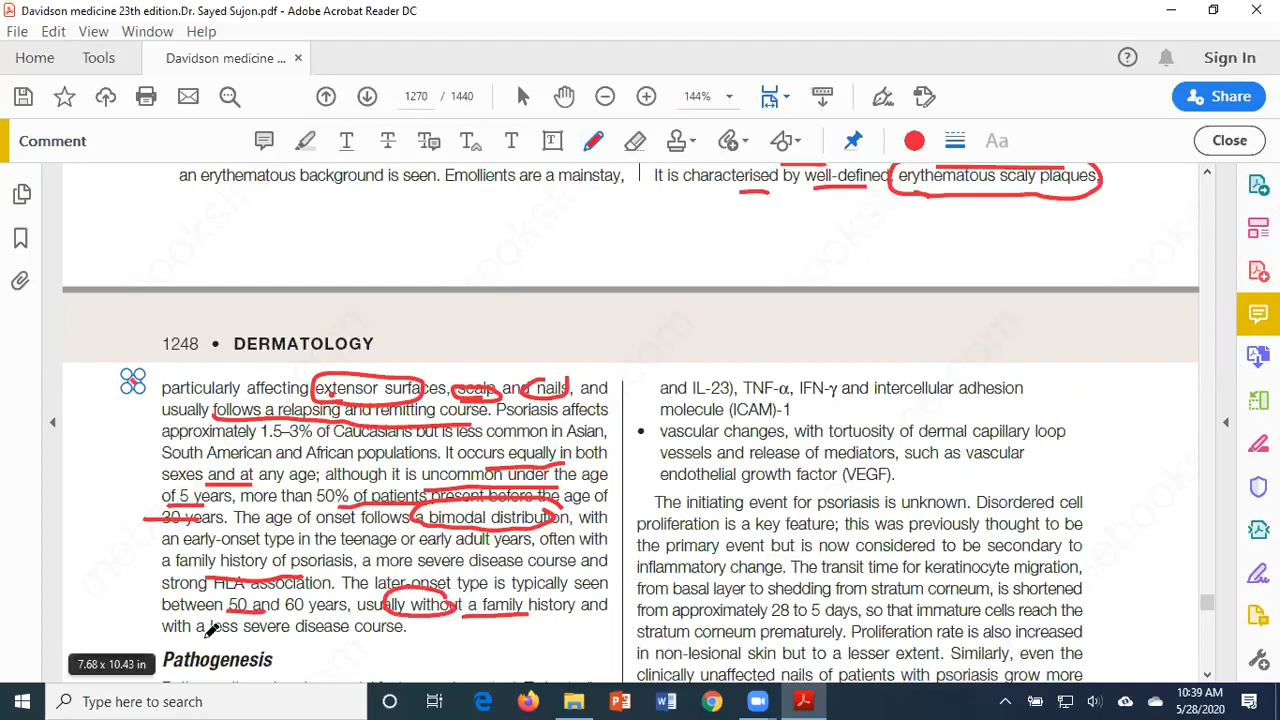 Davidson medicine 23th edition.Dr. Sayed Sujon.pdf - Adobe Acrobat Reader DC
File Edit View Window Help
Home Tools Davidson medicine ... × Sign In
1270 / 1440 144% Share
Comment Close
an erythematous background is seen. Emollients are a mainstay,
It is characterised by well-defined, erythematous scaly plaques,
1248 • DERMATOLOGY
particularly affecting extensor surfaces, scalp and nails, and
usually follows a relapsing and remitting course. Psoriasis affects
approximately 1.5–3% of Caucasians but is less common in Asian,
South American and African populations. It occurs equally in both
sexes and at any age; although it is uncommon under the age
of 5 years, more than 50% of patients present before the age of
30 years. The age of onset follows a bimodal distribution, with
an early-onset type in the teenage or early adult years, often with
a family history of psoriasis, a more severe disease course and
strong HLA association. The later-onset type is typically seen
between 50 and 60 years, usually without a family history and
with a less severe disease course.
Pathogenesis
and IL-23), TNF-α, IFN-γ and intercellular adhesion
molecule (ICAM)-1
• vascular changes, with tortuosity of dermal capillary loop
vessels and release of mediators, such as vascular
endothelial growth factor (VEGF).
The initiating event for psoriasis is unknown. Disordered cell
proliferation is a key feature; this was previously thought to be
the primary event but is now considered to be secondary to
inflammatory change. The transit time for keratinocyte migration,
from basal layer to shedding from stratum corneum, is shortened
from approximately 28 to 5 days, so that immature cells reach the
stratum corneum prematurely. Proliferation rate is also increased
in non-lesional skin but to a lesser extent. Similarly, even the
clinically unaffected nails of patients with psoriasis grow more
7.68 x 10.43 in
Type here to search
10:39 AM
5/28/2020